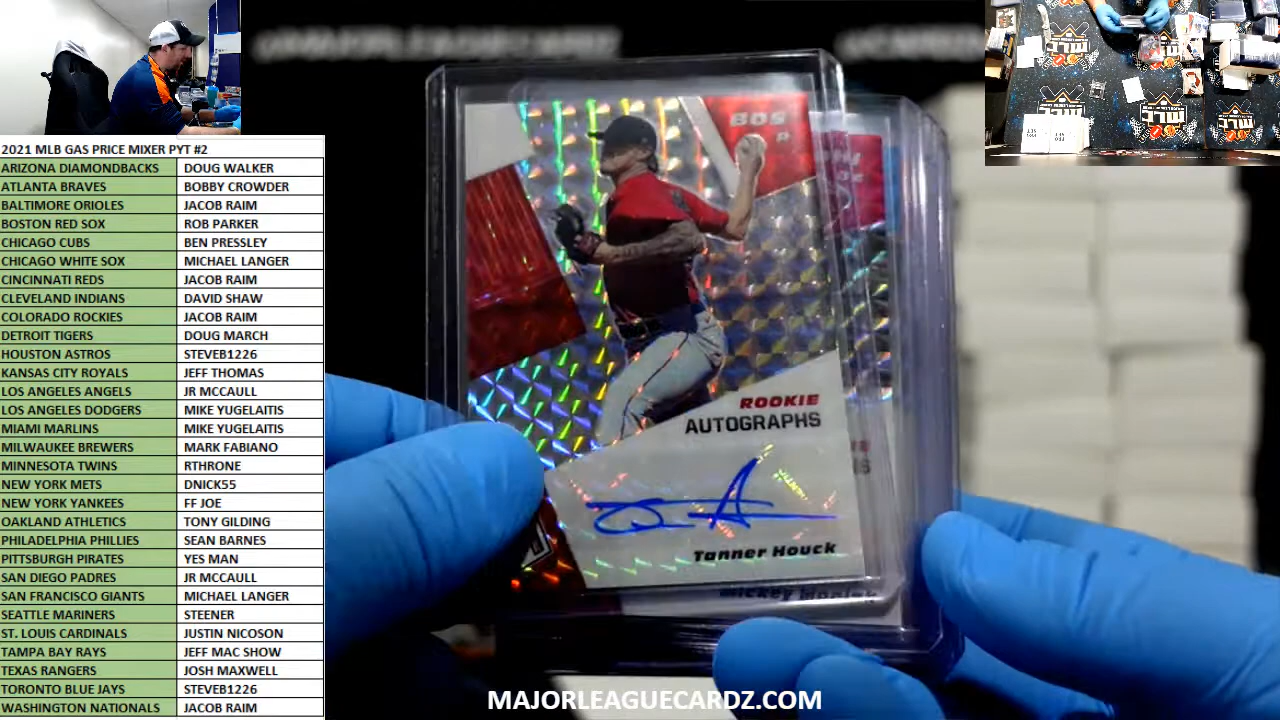 2021 MLB GAS PRICE MIXER PYT #2
ARIZONA DIAMONDBACKS DOUG WALKER
ATLANTA BRAVES BOBBY CROWDER
BALTIMORE ORIOLES JACOB RAIM
BOSTON RED SOX ROB PARKER
CHICAGO CUBS BEN PRESSLEY
CHICAGO WHITE SOX MICHAEL LANGER
CINCINNATI REDS JACOB RAIM
CLEVELAND INDIANS DAVID SHAW
COLORADO ROCKIES JACOB RAIM
DETROIT TIGERS DOUG MARCH
HOUSTON ASTROS STEVEB1226
KANSAS CITY ROYALS JEFF THOMAS
LOS ANGELES ANGELS JR MCCAULL
LOS ANGELES DODGERS MIKE YUGELAITIS
MIAMI MARLINS MIKE YUGELAITIS
MILWAUKEE BREWERS MARK FABIANO
MINNESOTA TWINS RTHRONE
NEW YORK METS DNICK55
NEW YORK YANKEES FF JOE
OAKLAND ATHLETICS TONY GILDING
PHILADELPHIA PHILLIES SEAN BARNES
PITTSBURGH PIRATES YES MAN
SAN DIEGO PADRES JR MCCAULL
SAN FRANCISCO GIANTS MICHAEL LANGER
SEATTLE MARINERS STEENER
ST. LOUIS CARDINALS JUSTIN NICOSON
TAMPA BAY RAYS JEFF MAC SHOW
TEXAS RANGERS JOSH MAXWELL
TORONTO BLUE JAYS STEVEB1226
WASHINGTON NATIONALS JACOB RAIM
BOS
P
ROOKIE
AUTOGRAPHS
Tanner Houck
Mickey Moniak
MAJORLEAGUECARDZ.COM